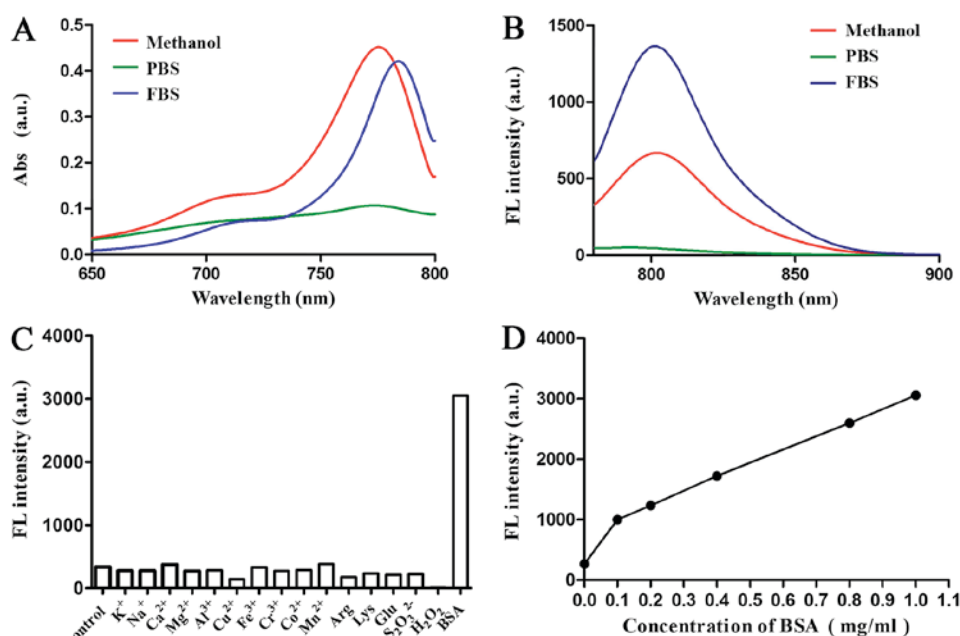 A
Methanol
PBS
FBS
0.5
0.4
0.3
0.2
0.1
0.0
Abs (a.u.)
650 700 750 800
Wavelength (nm)
B
Methanol
PBS
FBS
1500
1000
500
0
FL intensity (a.u.)
800 850 900
Wavelength (nm)
C
4000
3000
2000
1000
0
FL intensity (a.u.)
ontrol
K⁺
Na⁺
Ca²⁺
Mg²⁺
Al³⁺
Cu²⁺
Fe³⁺
Cr³⁺
Co²⁺
Mn²⁺
Arg
Lys
Glu
S₂O₂²⁻
H₂O₂
BSA
D
4000
3000
2000
1000
0
FL intensity (a.u.)
0.0 0.1 0.2 0.3 0.4 0.5 0.6 0.7 0.8 0.9 1.0 1.1
Concentration of BSA ( mg/ml )